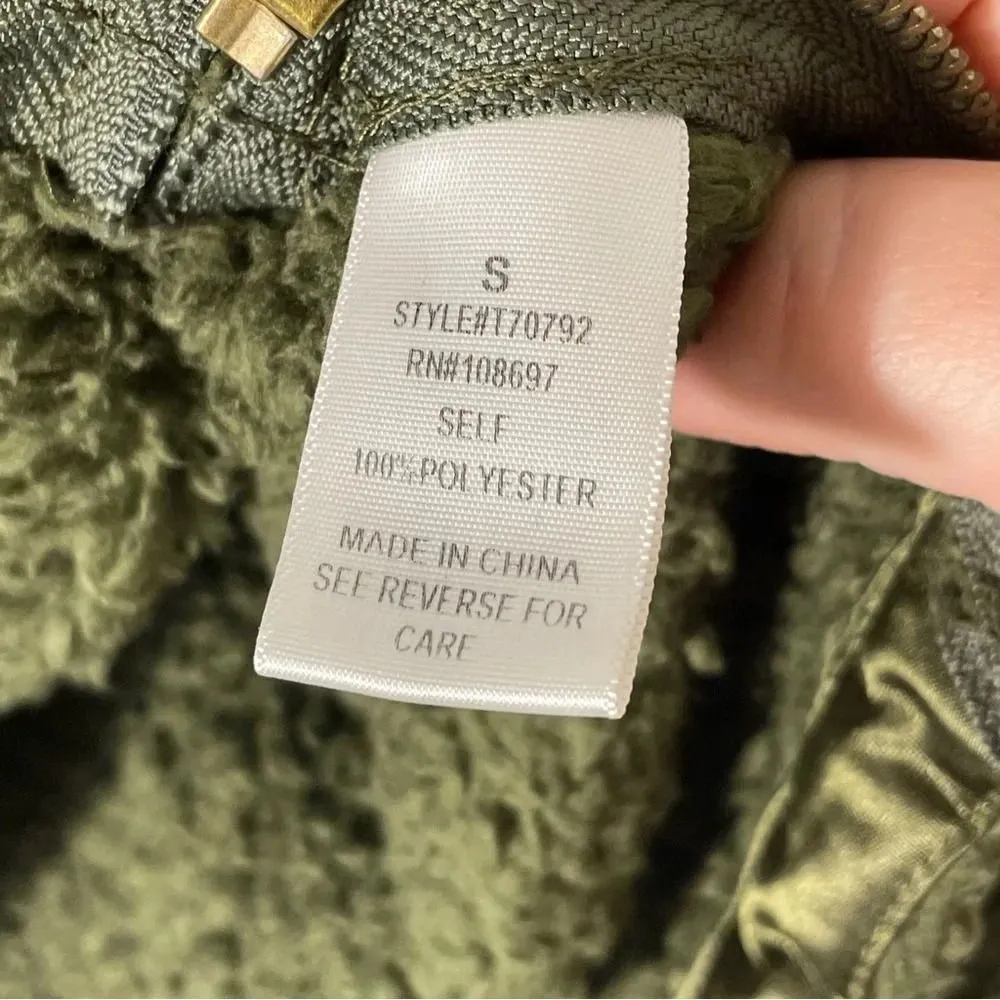 S
STYLE#T70792
RN#108697
SELF
100%POLYESTER
MADE IN CHINA
SEE REVERSE FOR
CARE